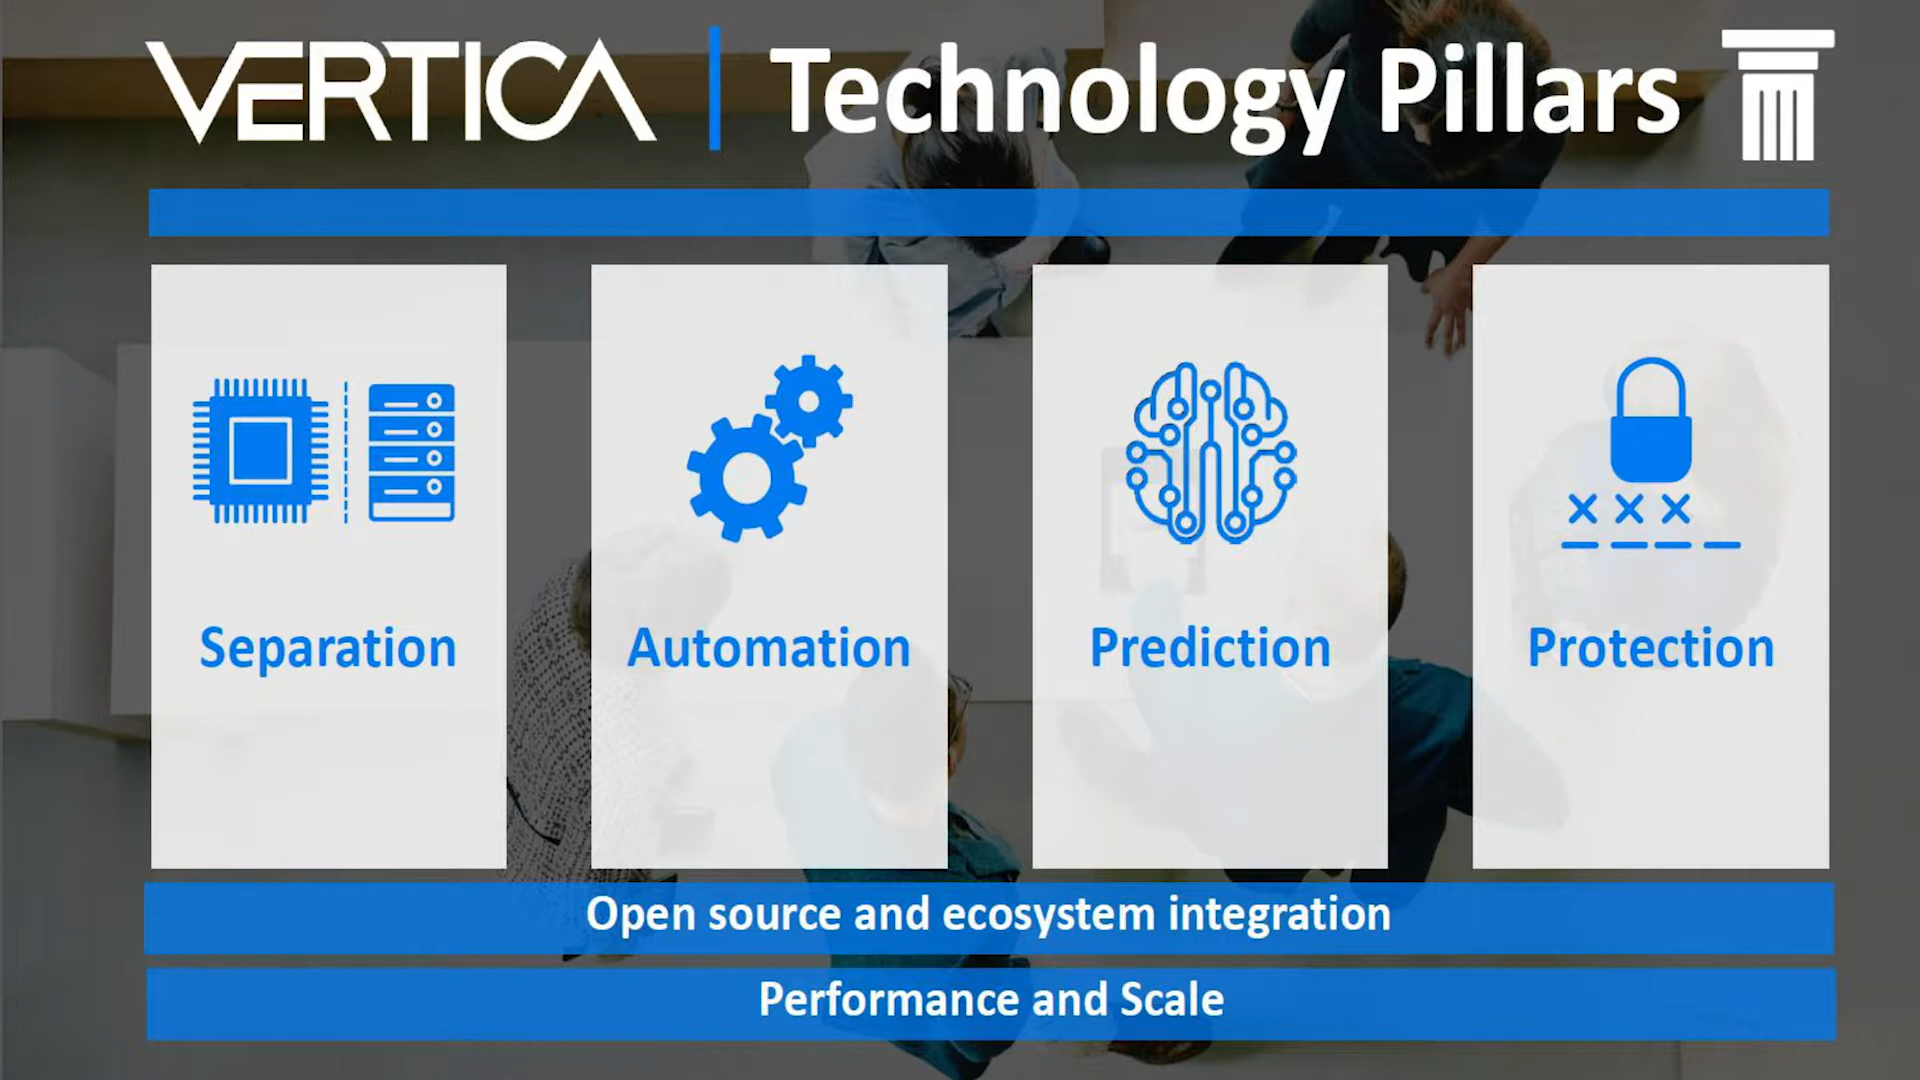 VERTICA | Technology Pillars
Separation
Automation
Prediction
Protection
Open source and ecosystem integration
Performance and Scale